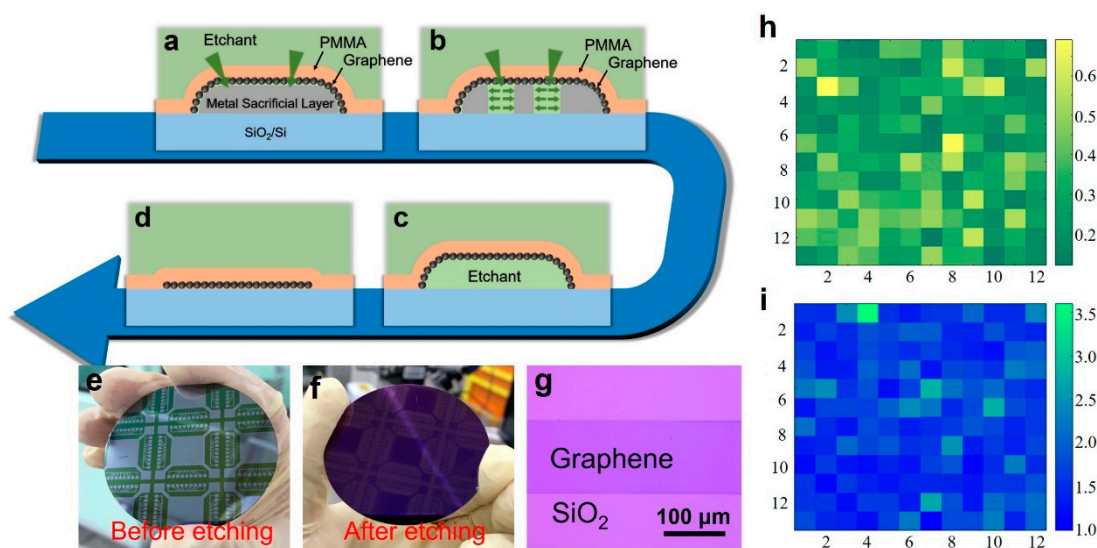 a
Etchant
PMMA
Graphene
Metal Sacrificial Layer
SiO₂/Si
b
PMMA
Graphene
d
c
Etchant
e
Before etching
f
After etching
g
Graphene
SiO₂
100 μm
h
2
4
6
8
10
12
2 4 6 8 10 12
0.6
0.5
0.4
0.3
0.2
i
2
4
6
8
10
12
2 4 6 8 10 12
3.5
3.0
2.5
2.0
1.5
1.0